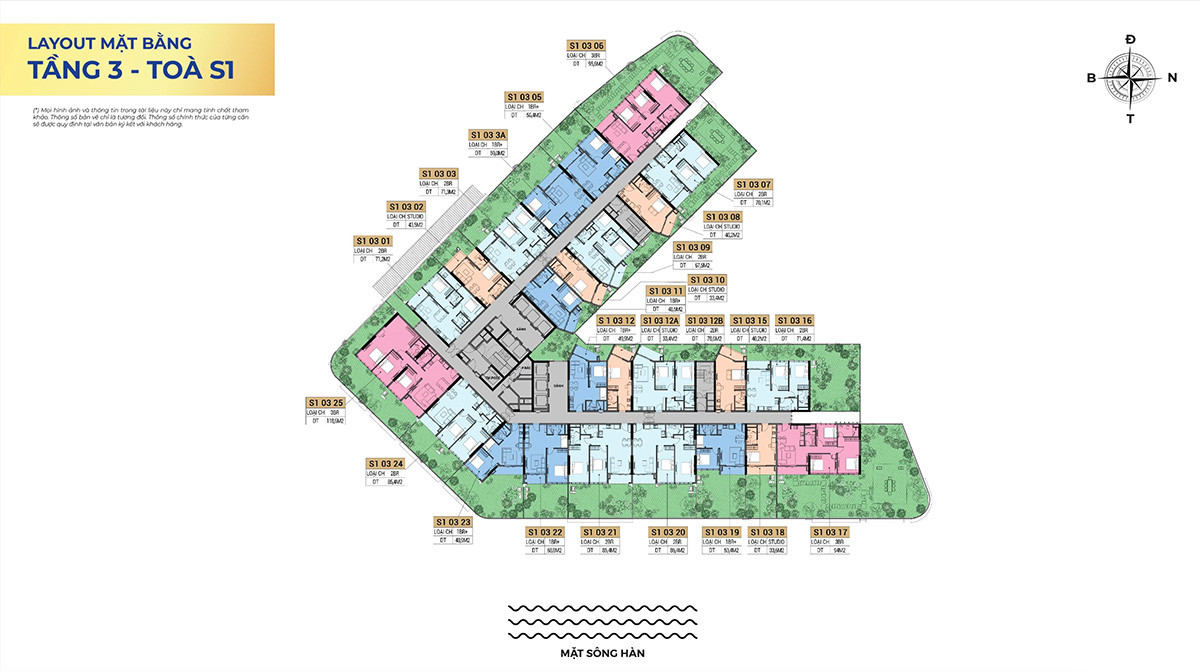 LAYOUT MẶT BẰNG
TẦNG 3 - TOÀ S1
(*) Mọi hình ảnh và thông tin trong tài liệu này chỉ mang tính chất tham
khảo. Thông số bản vẽ chỉ là tương đối. Thông số chính thức của từng căn
sẽ được quy định tại văn bản ký kết với khách hàng.
Đ
B
N
T
S1 03 06
LOẠI CH 3BR
DT 95,6M2
S1 03 05
LOẠI CH 1BR+
DT 50,4M2
S1 03 3A
LOẠI CH 1BR+
DT
S1 03 03
LOẠI CH 2BR
DT 71,3M2
S1 03 02
LOẠI CH STUDIO
DT 43,5M2
S1 03 01
LOẠI CH 2BR
DT 71,2M2
S1 03 07
LOẠI CH 2BR
DT 78,1M2
S1 03 08
LOẠI CH STUDIO
DT 40,2M2
S1 03 09
LOẠI CH 2BR
DT 67,9M2
S1 03 10
LOẠI CH STUDIO
DT 33,4M2
S1 03 11
LOẠI CH 1BR+
DT 48,5M2
S1 03 12
LOẠI CH 1BR+
DT 49,9M2
S1 03 12A
LOẠI CH STUDIO
DT 33,4M2
S1 03 12B
LOẠI CH 2BR
DT 78,5M2
S1 03 15
LOẠI CH STUDIO
DT 40,2M2
S1 03 16
LOẠI CH 2BR
DT 71,4M2
SẢNH
SẢNH
S1 03 25
LOẠI CH 3BR
DT 118,6M2
S1 03 24
LOẠI CH 2BR
DT 85,4M2
S1 03 23
LOẠI CH 1BR+
DT 49,9M2
S1 03 22
LOẠI CH 1BR+
DT 60,8M2
S1 03 21
LOẠI CH 2BR
DT 85,4M2
S1 03 20
LOẠI CH 2BR
DT 85,4M2
S1 03 19
LOẠI CH 1BR+
DT 50,4M2
S1 03 18
LOẠI CH STUDIO
DT 33,6M2
S1 03 17
LOẠI CH 3BR
DT 94M2
MẶT SÔNG HÀN